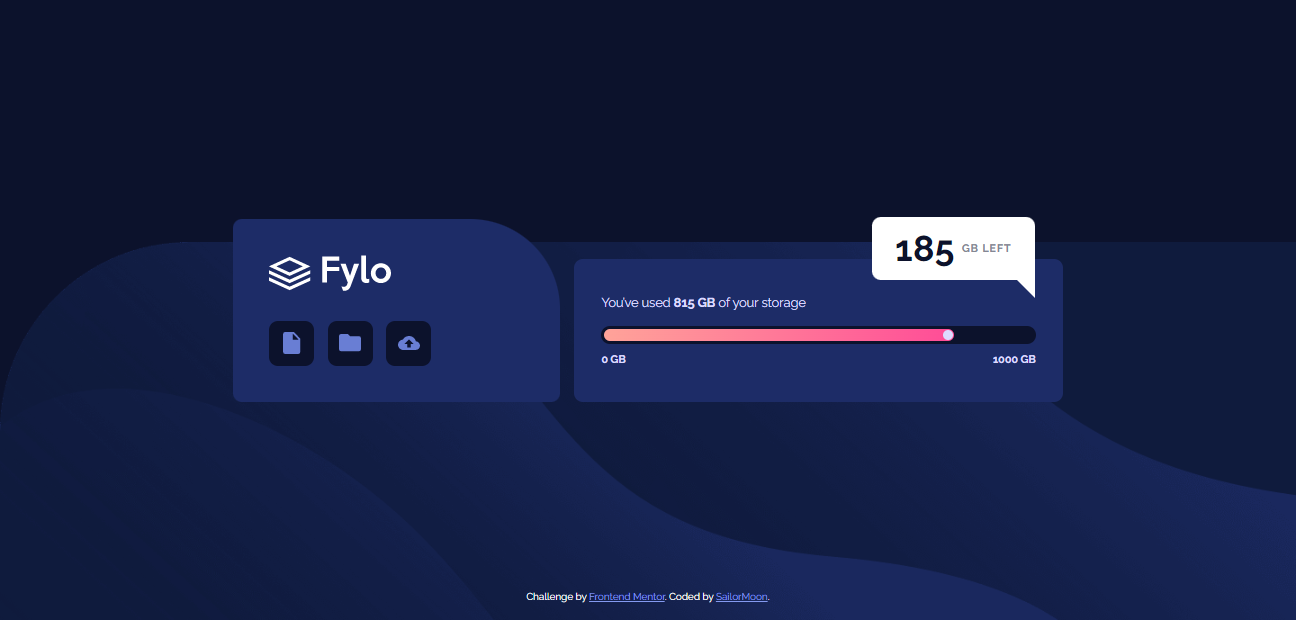 Fylo
185 GB LEFT
You've used 815 GB of your storage
0 GB
1000 GB
Challenge by Frontend Mentor. Coded by SailorMoon.